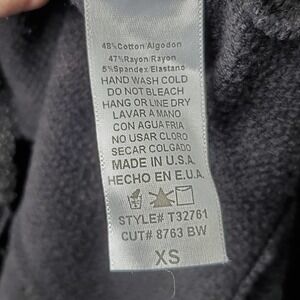 48%Cotton/Algodon
47%Rayon/Rayon
5%Spandex/Elastano
HAND WASH COLD
DO NOT BLEACH
HANG OR LINE DRY
LAVAR A MANO
CON AGUA FRIA
NO USAR CLORO
SECAR COLGADO
MADE IN U.S.A.
HECHO EN E.U.A.
STYLE# T32761
CUT# 8763 BW
XS